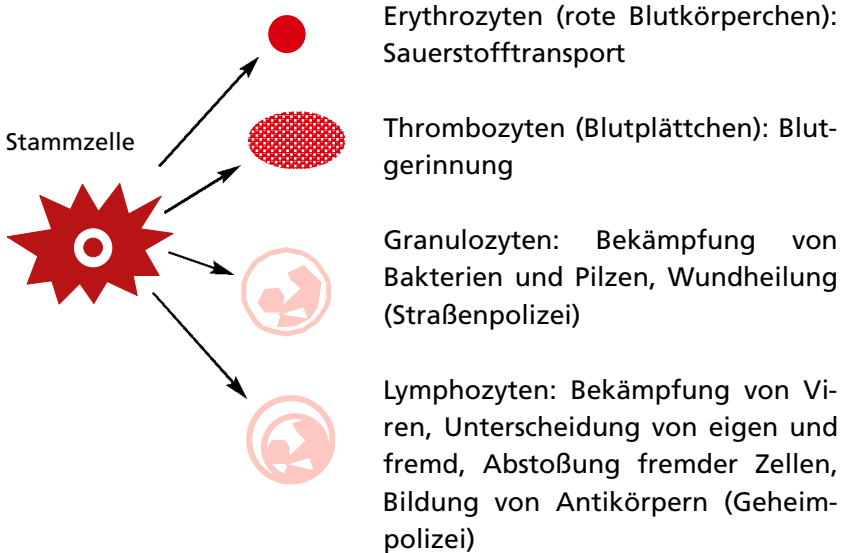 Erythrozyten (rote Blutkörperchen):
Sauerstofftransport
Stammzelle
Thrombozyten (Blutplättchen): Blut-
gerinnung
Granulozyten: Bekämpfung von
Bakterien und Pilzen, Wundheilung
(Straßenpolizei)
Lymphozyten: Bekämpfung von Vi-
ren, Unterscheidung von eigen und
fremd, Abstoßung fremder Zellen,
Bildung von Antikörpern (Geheim-
polizei)